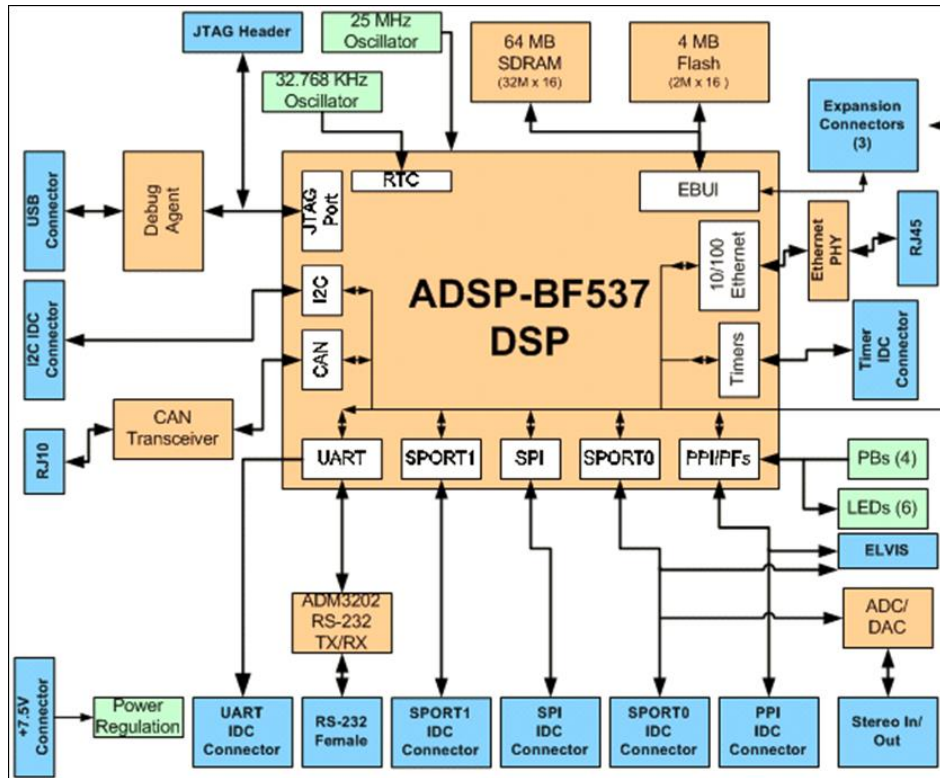 JTAG Header
25 MHz
Oscillator
64 MB
SDRAM
(32M x 16)
4 MB
Flash
(2M x 16)
32.768 KHz
Oscillator
Expansion
Connectors
(3)
USB
Connector
Debug
Agent
JTAG
Port
RTC
EBUI
10/100
Ethernet
Ethernet
PHY
RJ45
I2C IDC
Connector
I2C
ADSP-BF537
DSP
CAN
Timers
Timer
IDC
Connector
RJ10
CAN
Transceiver
UART
SPORT1
SPI
SPORT0
PPI/PFs
PBs (4)
LEDs (6)
ELVIS
ADM3202
RS-232
TX/RX
ADC/
DAC
+7.5V
Connector
Power
Regulation
UART
IDC
Connector
RS-232
Female
SPORT1
IDC
Connector
SPI
IDC
Connector
SPORT0
IDC
Connector
PPI
IDC
Connector
Stereo In/
Out